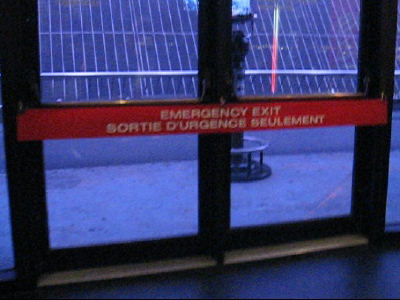 EMERGENCY EXIT
SORTIE D'URGENCE SEULEMENT